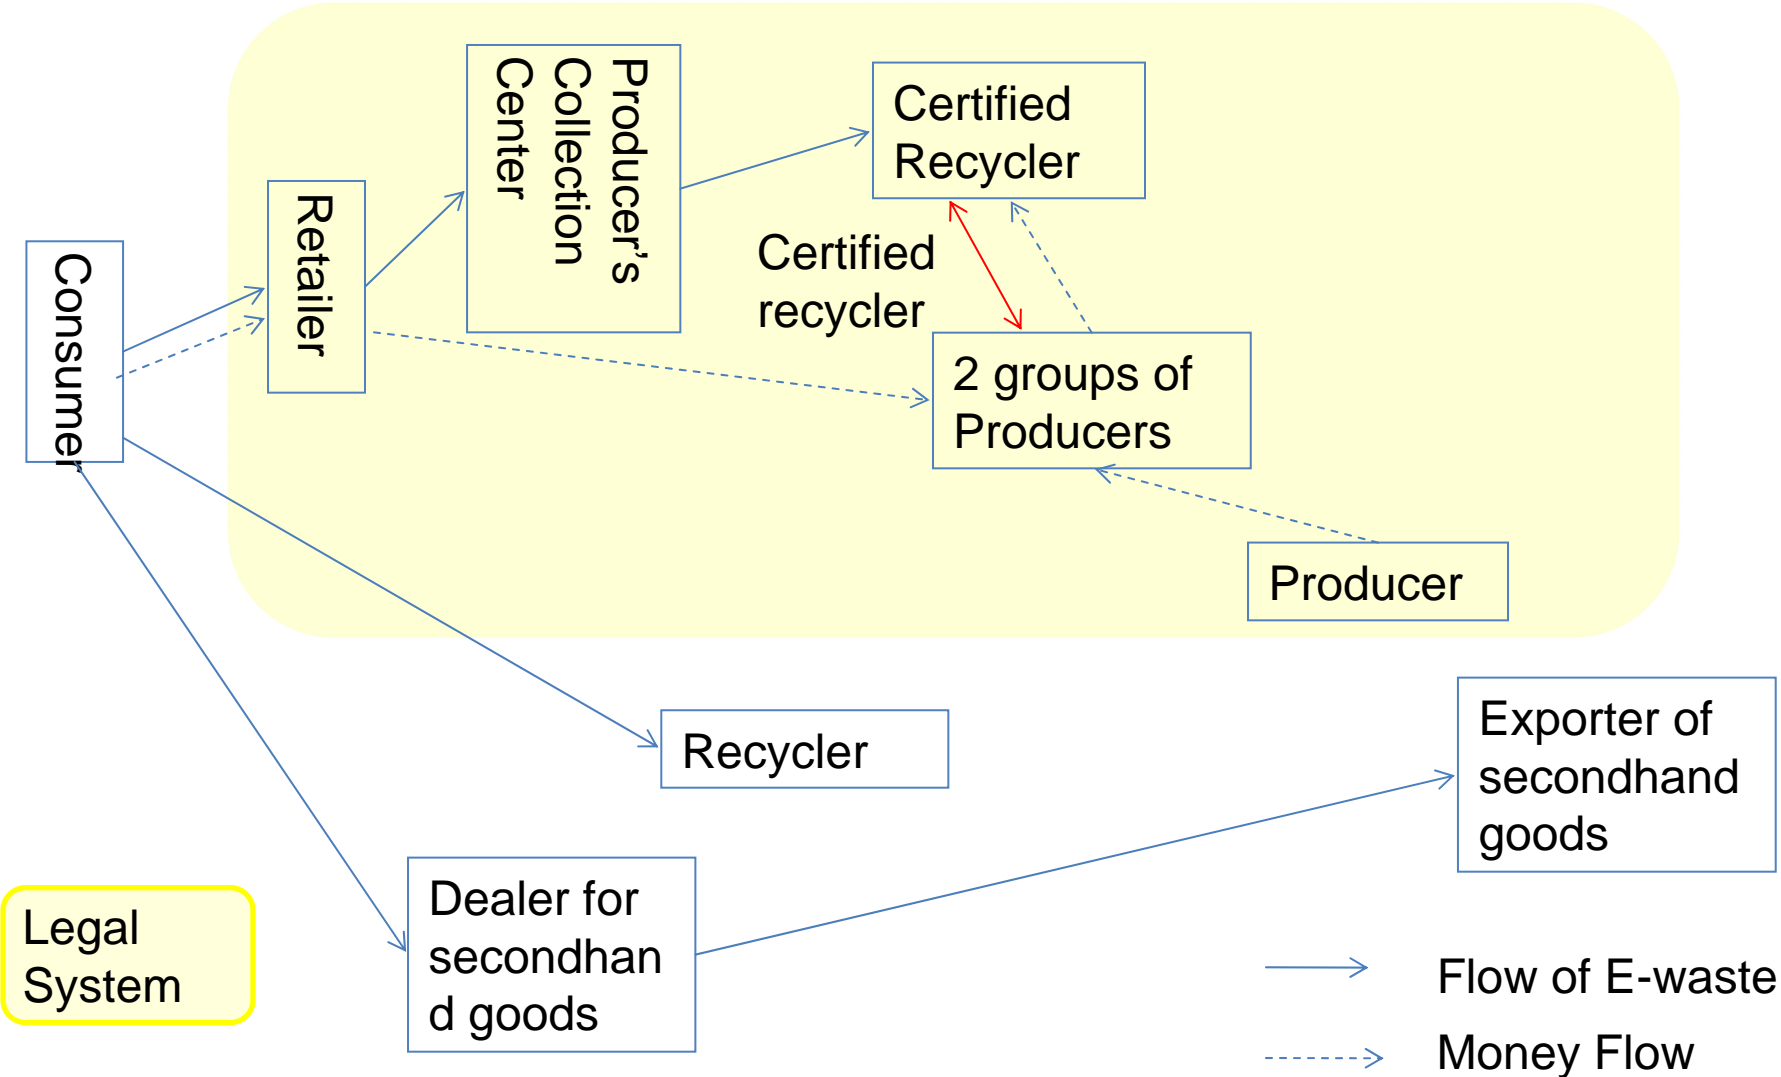 Producer’s
Collection
Center
Certified
Recycler
Retailer
Consumer
Certified
recycler
2 groups of
Producers
Producer
Recycler
Exporter of
secondhand
goods
Dealer for
secondhan
d goods
Legal
System
Flow of E-waste
Money Flow